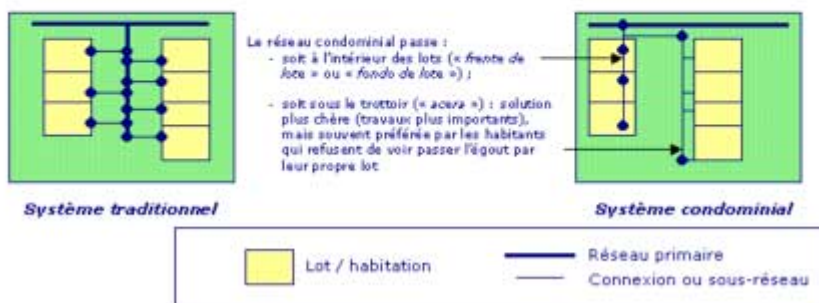 Le réseau condominial passe :
- soit à l'intérieur des lots (« frente de
lote » ou « fondo de lote ») ;
- soit sous le trottoir (« acera ») : solution
plus chère (travaux plus importants),
mais souvent préférée par les habitants
qui refusent de voir passer l'égout par
leur propre lot
Système traditionnel
Système condominial
Lot / habitation
Réseau primaire
Connexion ou sous-réseau